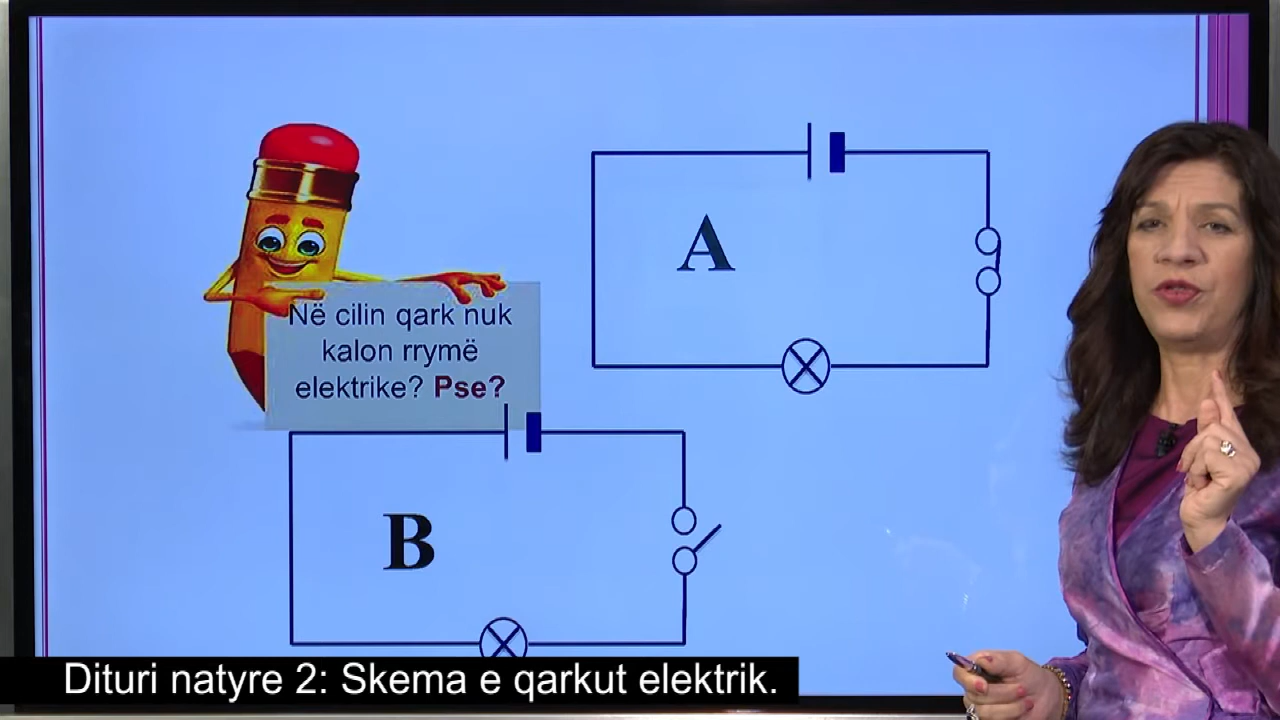 A
Në cilin qark nuk
kalon rrymë
elektrike? Pse?
B
Dituri natyre 2: Skema e qarkut elektrik.